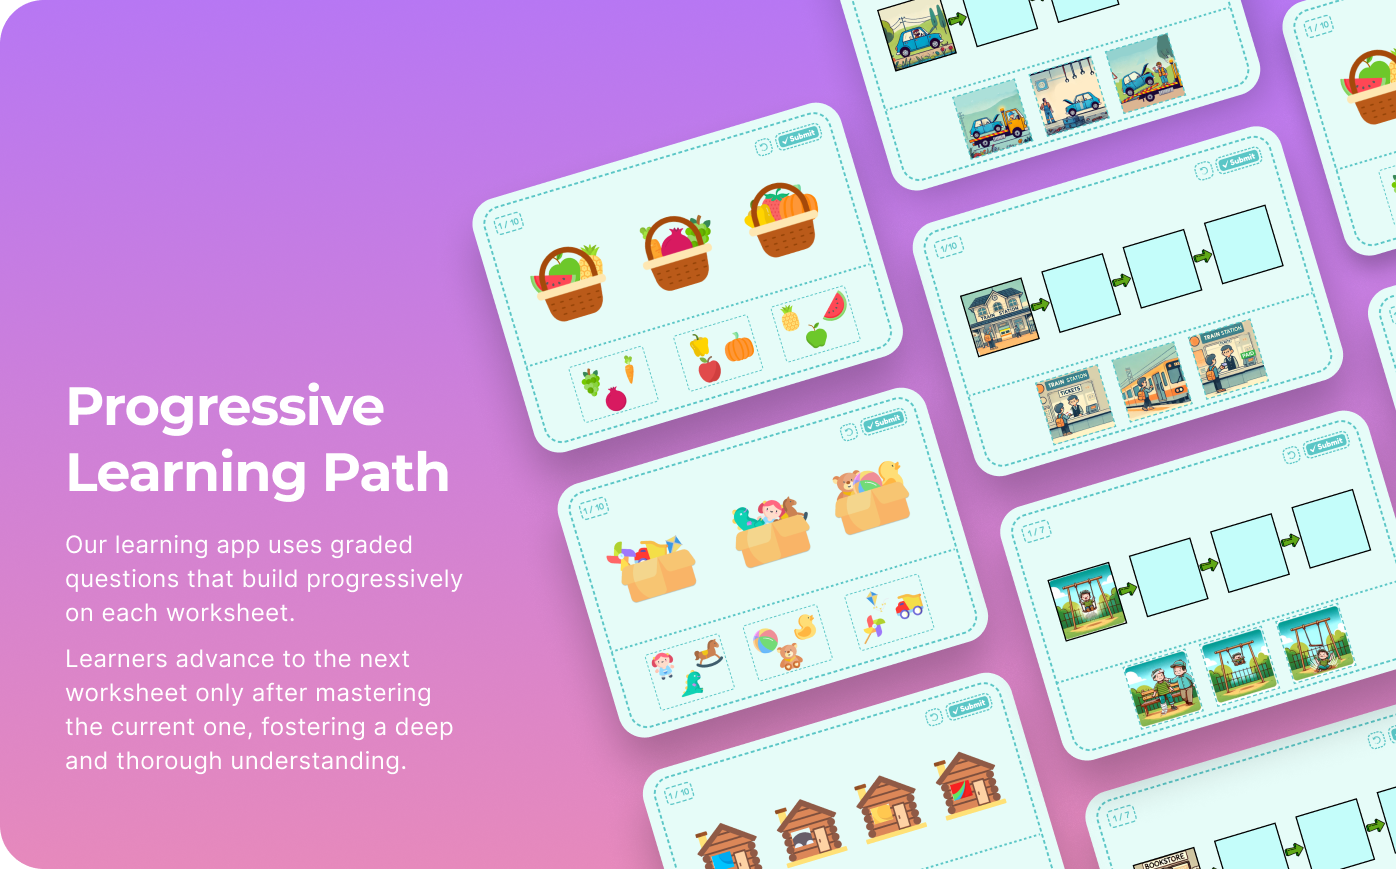 Progressive
Learning Path
Our learning app uses graded
questions that build progressively
on each worksheet.
Learners advance to the next
worksheet only after mastering
the current one, fostering a deep
and thorough understanding.
1 / 10
Submit
1 / 10
Submit
1 / 10
Submit
1/10
Submit
TRAIN STATION
TRAIN STATION
TICKETS
TRAIN STATION
PAID
1 / 7
Submit
1 / 7
BOOKSTORE
1 / 10